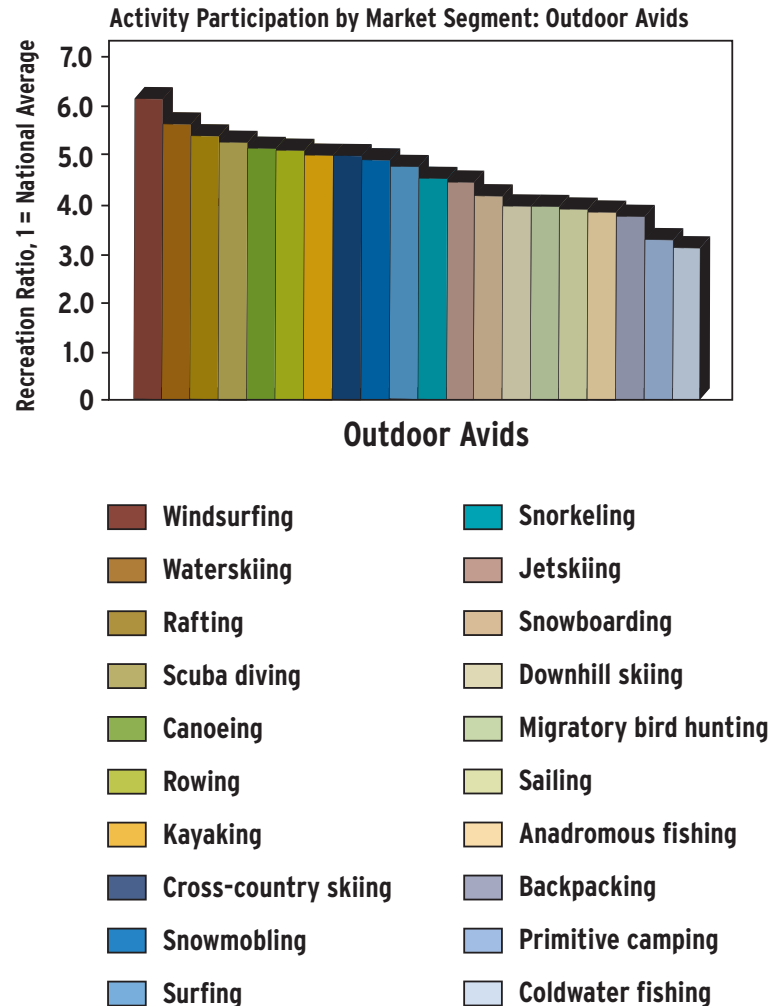 Activity Participation by Market Segment: Outdoor Avids
Recreation Ratio, 1 = National Average
7.0
6.0
5.0
4.0
3.0
2.0
1.0
0
Outdoor Avids
Windsurfing
Waterskiing
Rafting
Scuba diving
Canoeing
Rowing
Kayaking
Cross-country skiing
Snowmobling
Surfing
Snorkeling
Jetskiing
Snowboarding
Downhill skiing
Migratory bird hunting
Sailing
Anadromous fishing
Backpacking
Primitive camping
Coldwater fishing